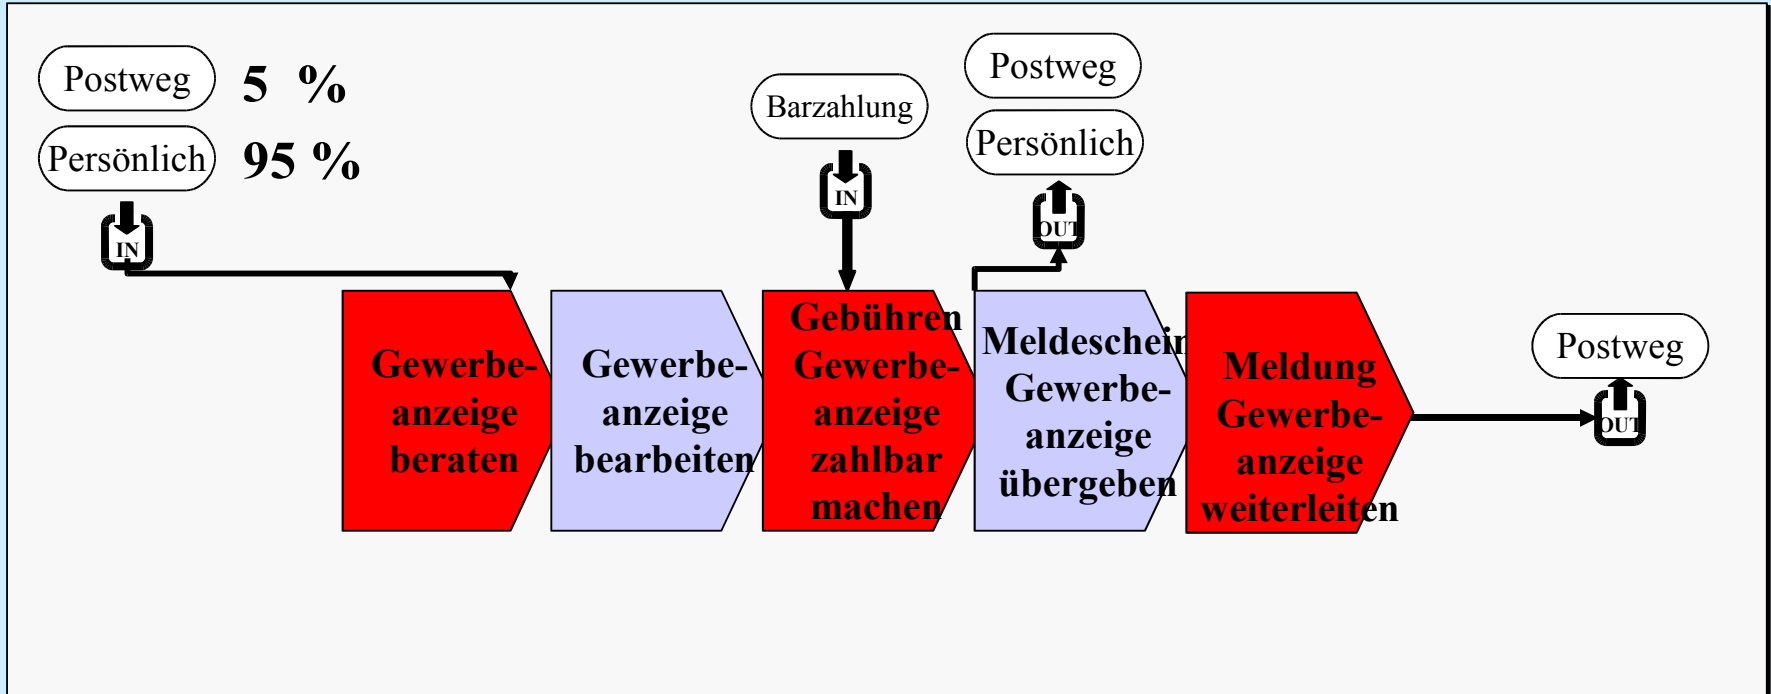 Postweg 5 %
Persönlich 95 %
IN
Barzahlung
IN
Postweg
Persönlich
OUT
Gewerbe-
anzeige
beraten
Gewerbe-
anzeige
bearbeiten
Gebühren
Gewerbe-
anzeige
zahlbar
machen
Meldeschein
Gewerbe-
anzeige
übergeben
Meldung
Gewerbe-
anzeige
weiterleiten
Postweg
OUT